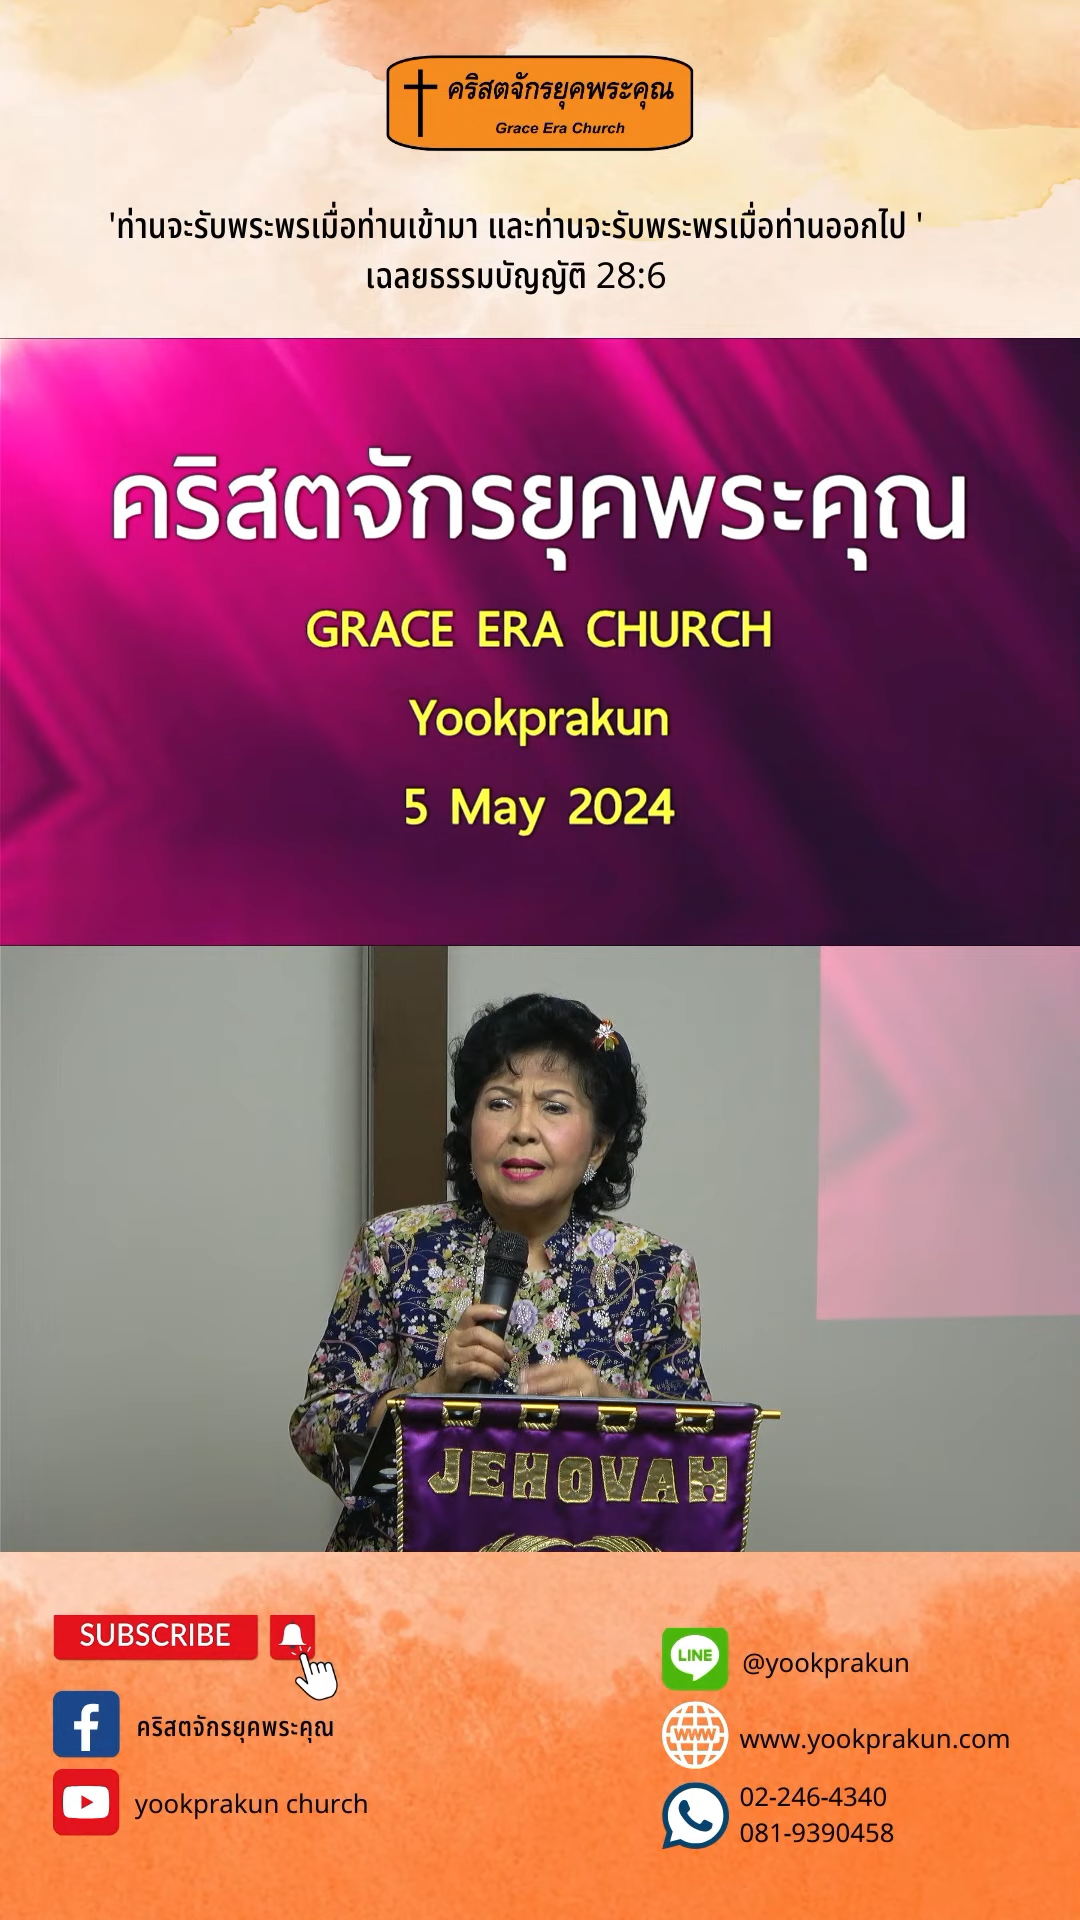 คริสตจักรยุคพระคุณ
Grace Era Church
'ท่านจะรับพระพรเมื่อท่านเข้ามา และท่านจะรับพระพรเมื่อท่านออกไป '
เฉลยธรรมบัญญัติ 28:6
คริสตจักรยุคพระคุณ
GRACE ERA CHURCH
Yookprakun
5 May 2024
JEHOVAH
SUBSCRIBE
คริสตจักรยุคพระคุณ
yookprakun church
LINE
@yookprakun
WWW
www.yookprakun.com
02-246-4340
081-9390458